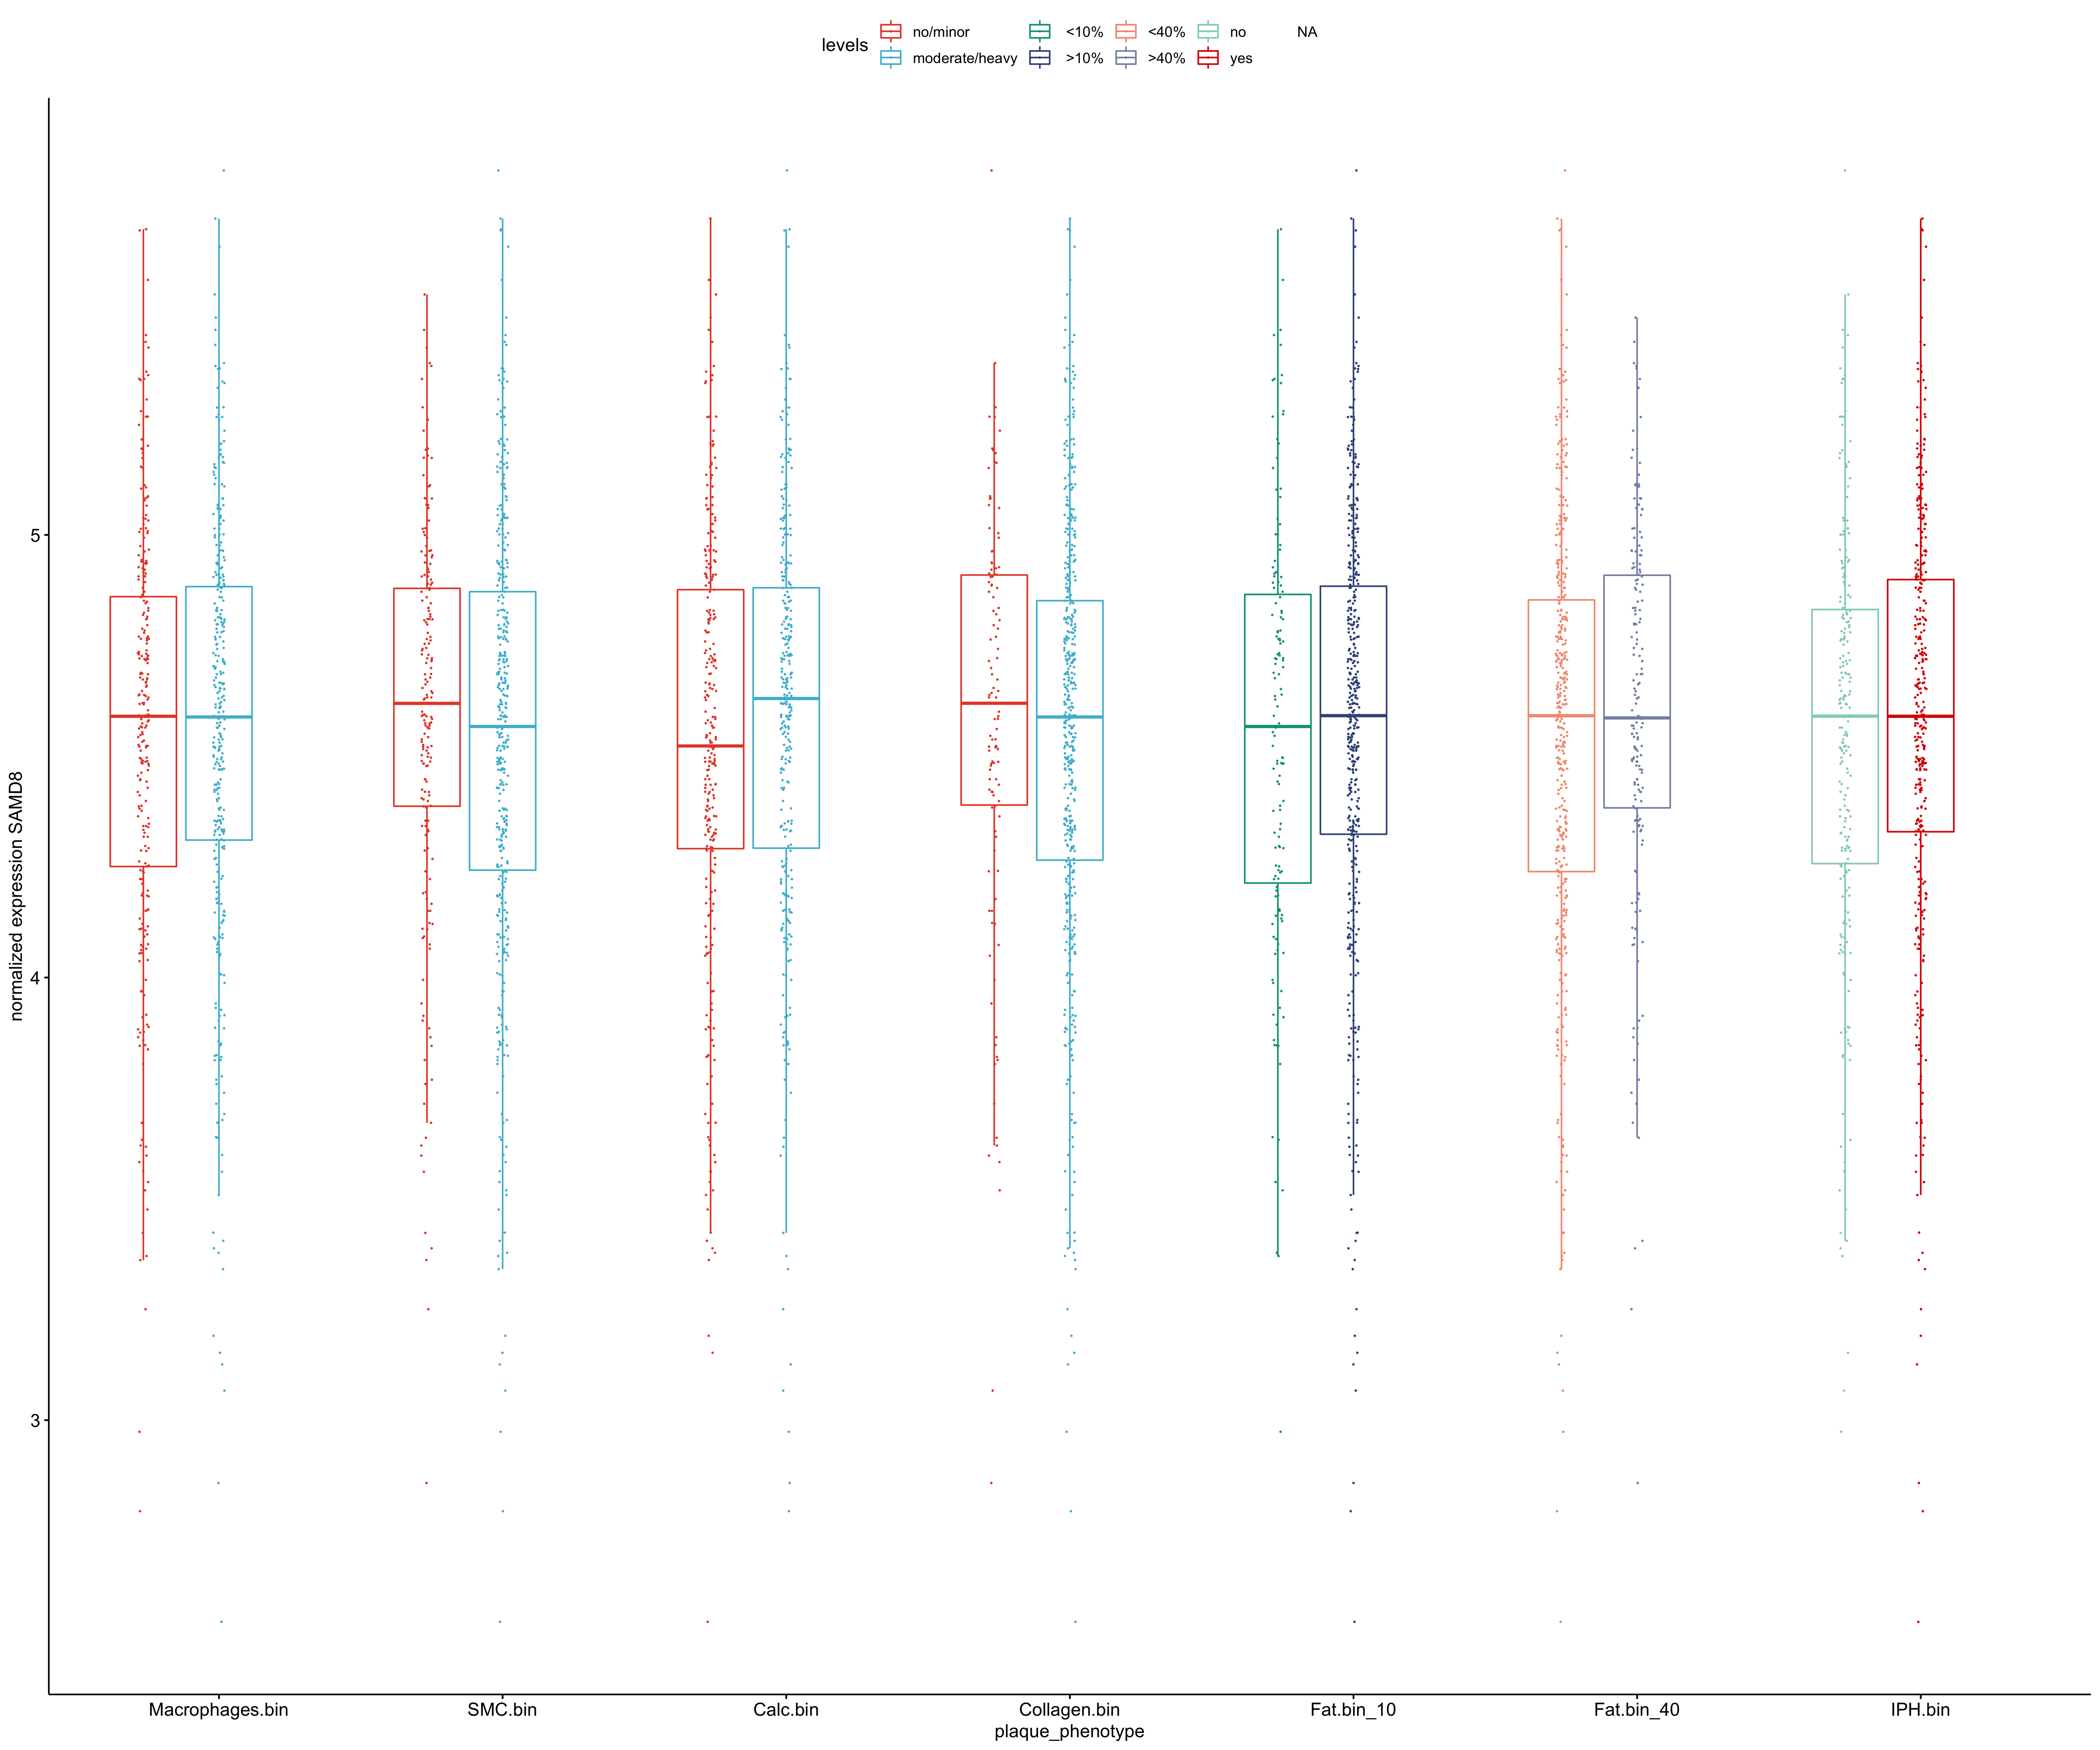 levels no/minor <10% <40% no NA
moderate/heavy >10% >40% yes
normalized expression SAMD8
5
4
3
Macrophages.bin SMC.bin Calc.bin Collagen.bin Fat.bin_10 Fat.bin_40 IPH.bin
plaque_phenotype